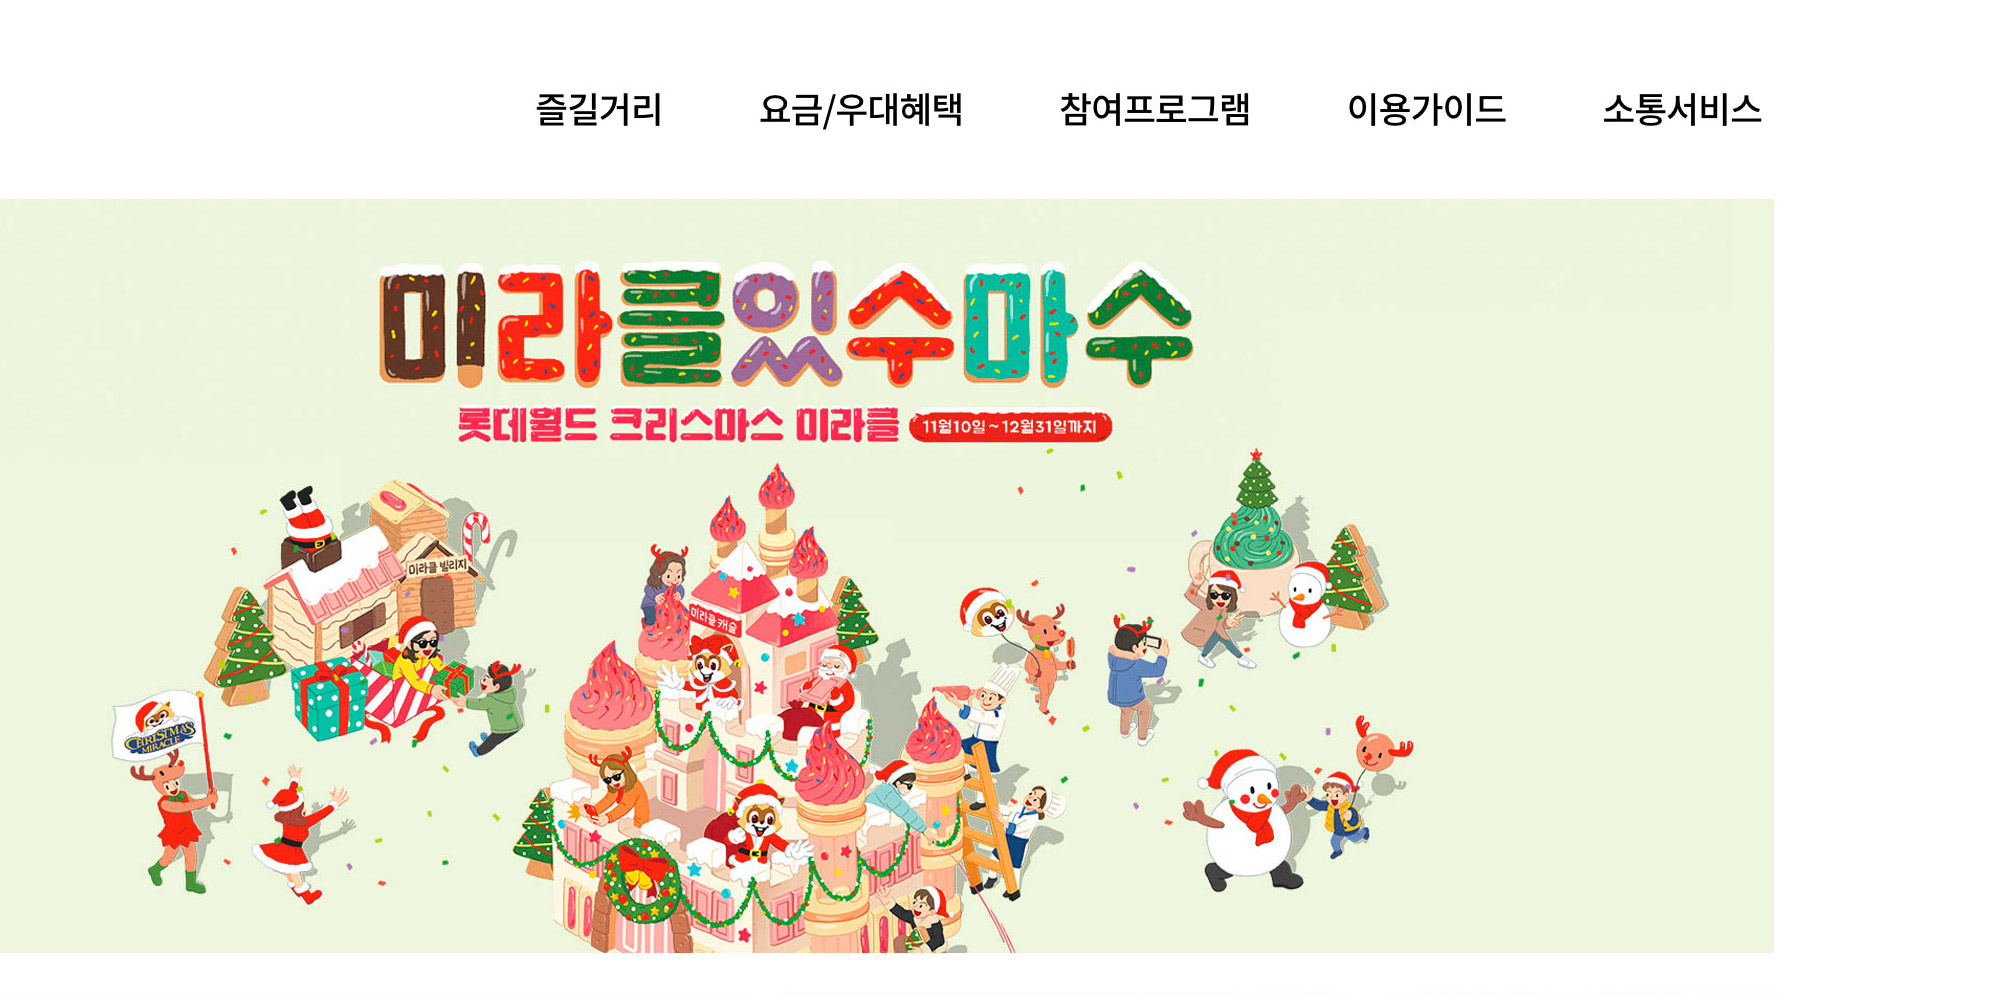 즐길거리 요금/우대혜택 참여프로그램 이용가이드 소통서비스
미라클있수마수
롯데월드 크리스마스 미라클 11월10일~12월31일까지
미라클 빌리지
미라클 캐슬
CHRISTMAS
MIRACLE